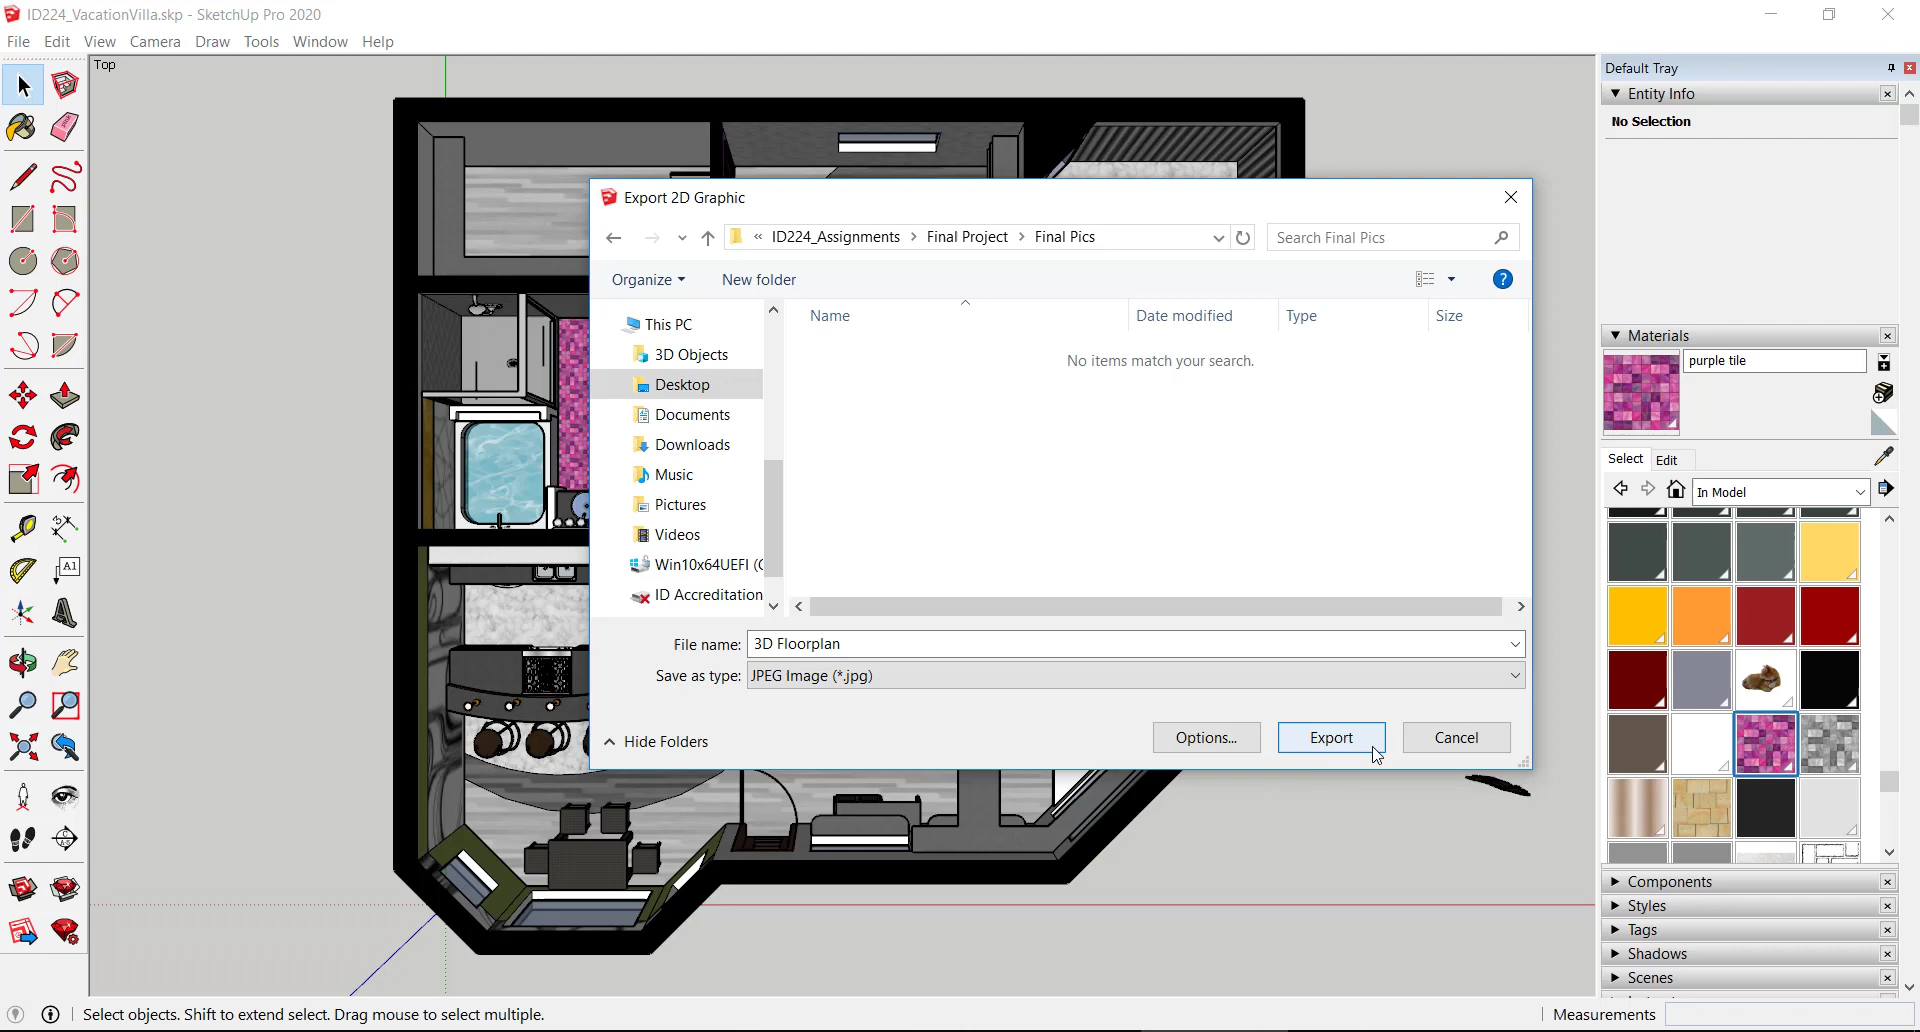 ID224_VacationVilla.skp - SketchUp Pro 2020
File Edit View Camera Draw Tools Window Help
Top
Default Tray
Entity Info
No Selection
Export 2D Graphic
« ID224_Assignments > Final Project > Final Pics
Search Final Pics
Organize
New folder
Name
Date modified
Type
Size
No items match your search.
This PC
3D Objects
Desktop
Documents
Downloads
Music
Pictures
Videos
Win10x64UEFI (C
ID Accreditation
File name: 3D Floorplan
Save as type: JPEG Image (*.jpg)
Hide Folders
Options...
Export
Cancel
Materials
purple tile
Select
Edit
In Model
Components
Styles
Tags
Shadows
Scenes
A1
Select objects. Shift to extend select. Drag mouse to select multiple.
Measurements